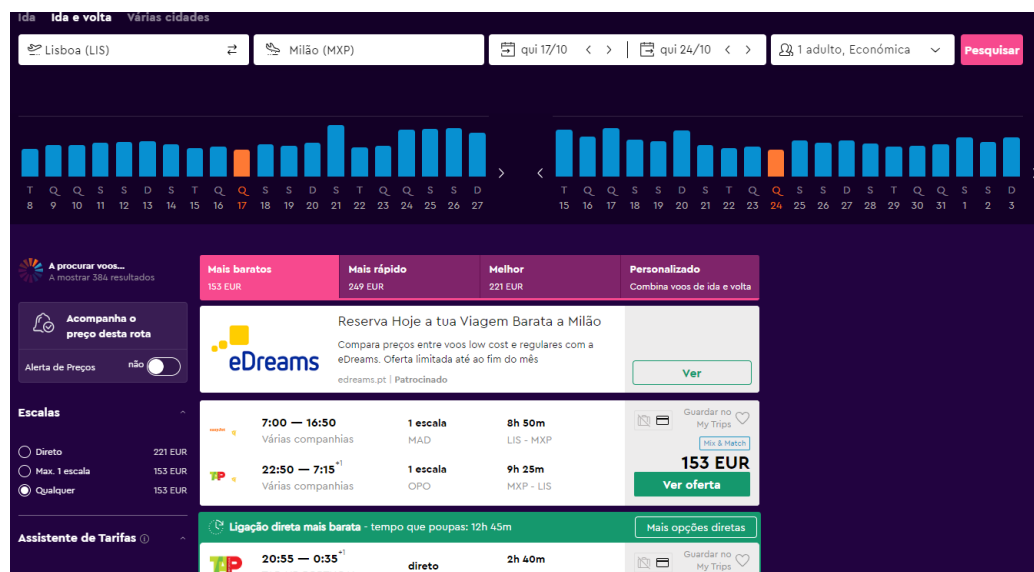 Ida Ida e volta Várias cidades
Lisboa (LIS) Milão (MXP) qui 17/10 qui 24/10 1 adulto, Económica Pesquisar
T Q Q S S D S T Q Q S S D S T Q Q S S D
8 9 10 11 12 13 14 15 16 17 18 19 20 21 22 23 24 25 26 27
T Q Q S S D S T Q Q S S D S T Q Q S S D
15 16 17 18 19 20 21 22 23 24 25 26 27 28 29 30 31 1 2 3
A procurar voos...
A mostrar 384 resultados
Acompanha o
preço desta rota
Alerta de Preços não
Escalas
Direto 221 EUR
Max. 1 escala 153 EUR
Qualquer 153 EUR
Assistente de Tarifas
Mais baratos Mais rápido Melhor Personalizado
153 EUR 249 EUR 221 EUR Combina voos de ida e volta
eDreams
Reserva Hoje a tua Viagem Barata a Milão
Compara preços entre voos low cost e regulares com a
eDreams. Oferta limitada até ao fim do mês
edreams.pt | Patrocinado
Ver
7:00 — 16:50 1 escala 8h 50m
Várias companhias MAD LIS - MXP
TAP
22:50 — 7:15+1 1 escala 9h 25m
Várias companhias OPO MXP - LIS
Guardar no
My Trips
Mix & Match
153 EUR
Ver oferta
Ligação direta mais barata - tempo que poupas: 12h 45m Mais opções diretas
TAP
20:55 — 0:35+1 direto 2h 40m
Guardar no
My Trips